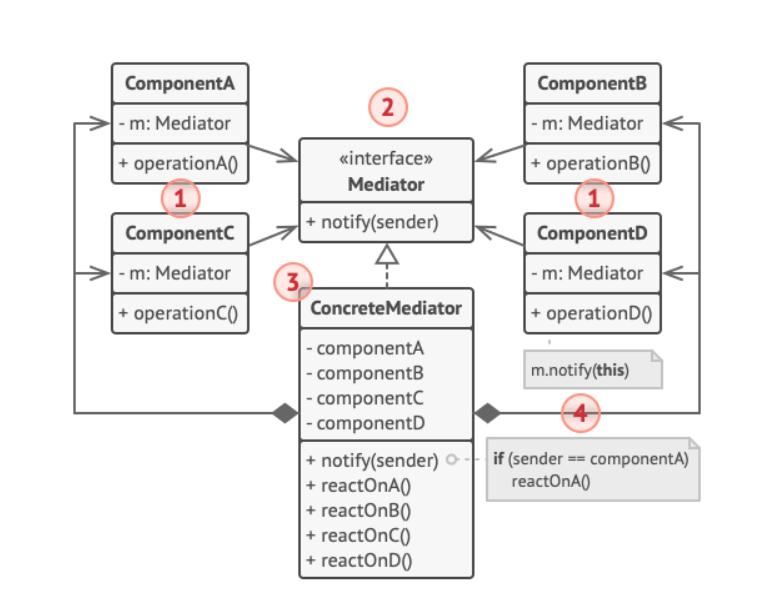 ComponentA
- m: Mediator
+ operationA()
2
«interface»
Mediator
+ notify(sender)
ComponentB
- m: Mediator
+ operationB()
1
1
ComponentC
- m: Mediator
+ operationC()
ComponentD
- m: Mediator
+ operationD()
m.notify(this)
3
ConcreteMediator
- componentA
- componentB
- componentC
- componentD
+ notify(sender)
+ reactOnA()
+ reactOnB()
+ reactOnC()
+ reactOnD()
4
if (sender == componentA)
reactOnA()